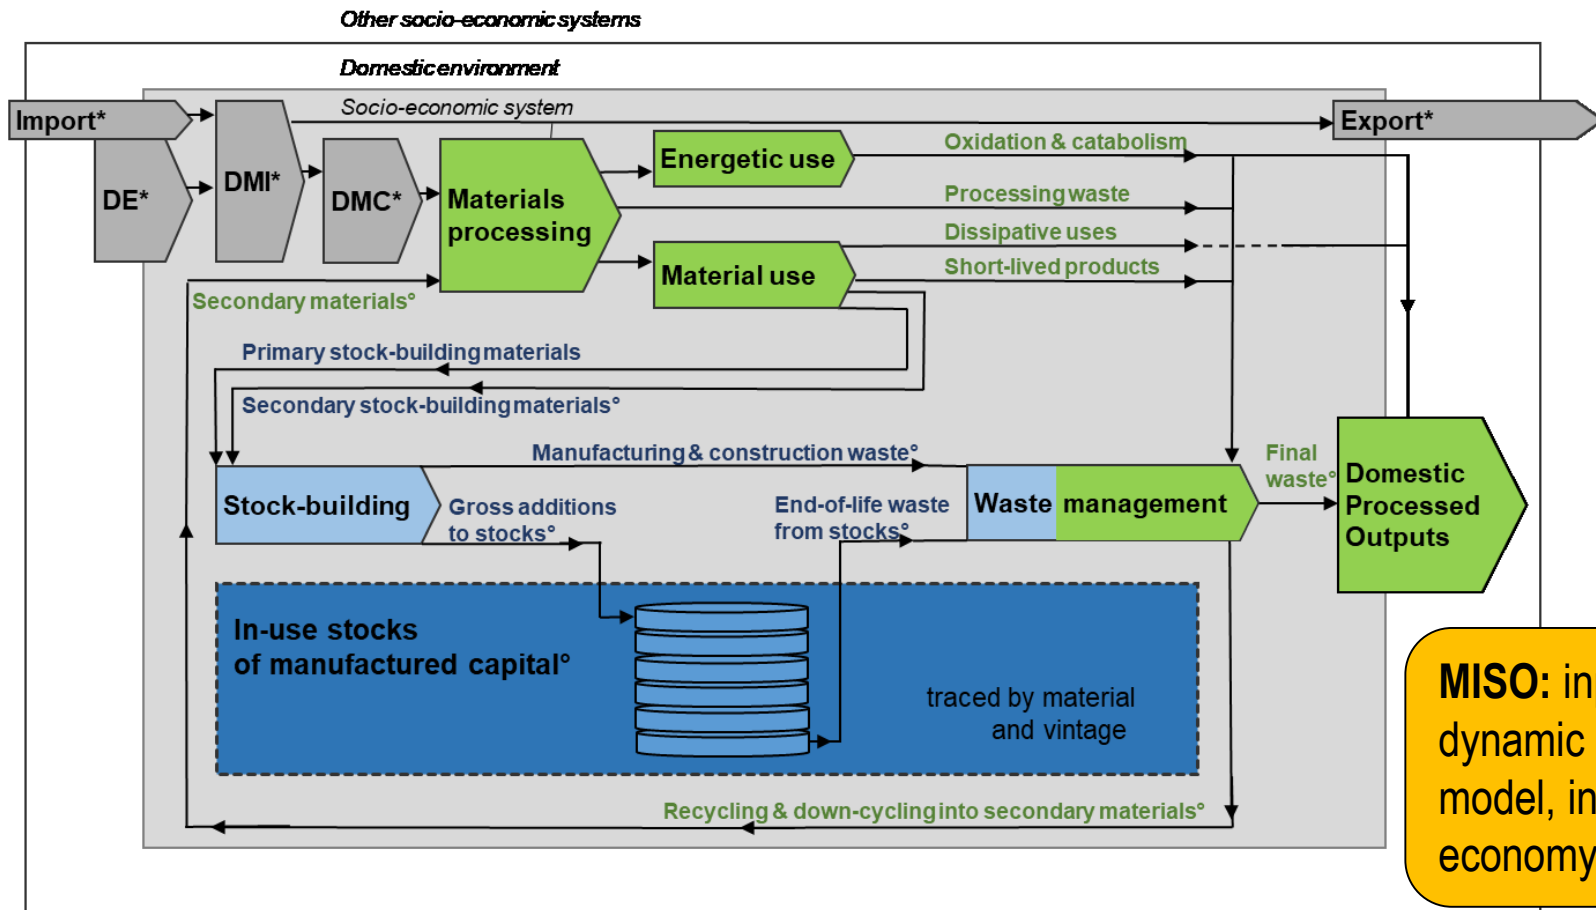 Other socio-economic systems
Domestic environment
Socio-economic system
Import*
Export*
DE*
DMI*
DMC*
Materials
processing
Energetic use
Material use
Oxidation & catabolism
Processing waste
Dissipative uses
Short-lived products
Secondary materials°
Primary stock-building materials
Secondary stock-building materials°
Manufacturing & construction waste°
Stock-building
Gross additions
to stocks°
End-of-life waste
from stocks°
Waste management
Final
waste°
Domestic
Processed
Outputs
In-use stocks
of manufactured capital°
traced by material
and vintage
Recycling & down-cycling into secondary materials°
MISO:
dynamic
model,
economy